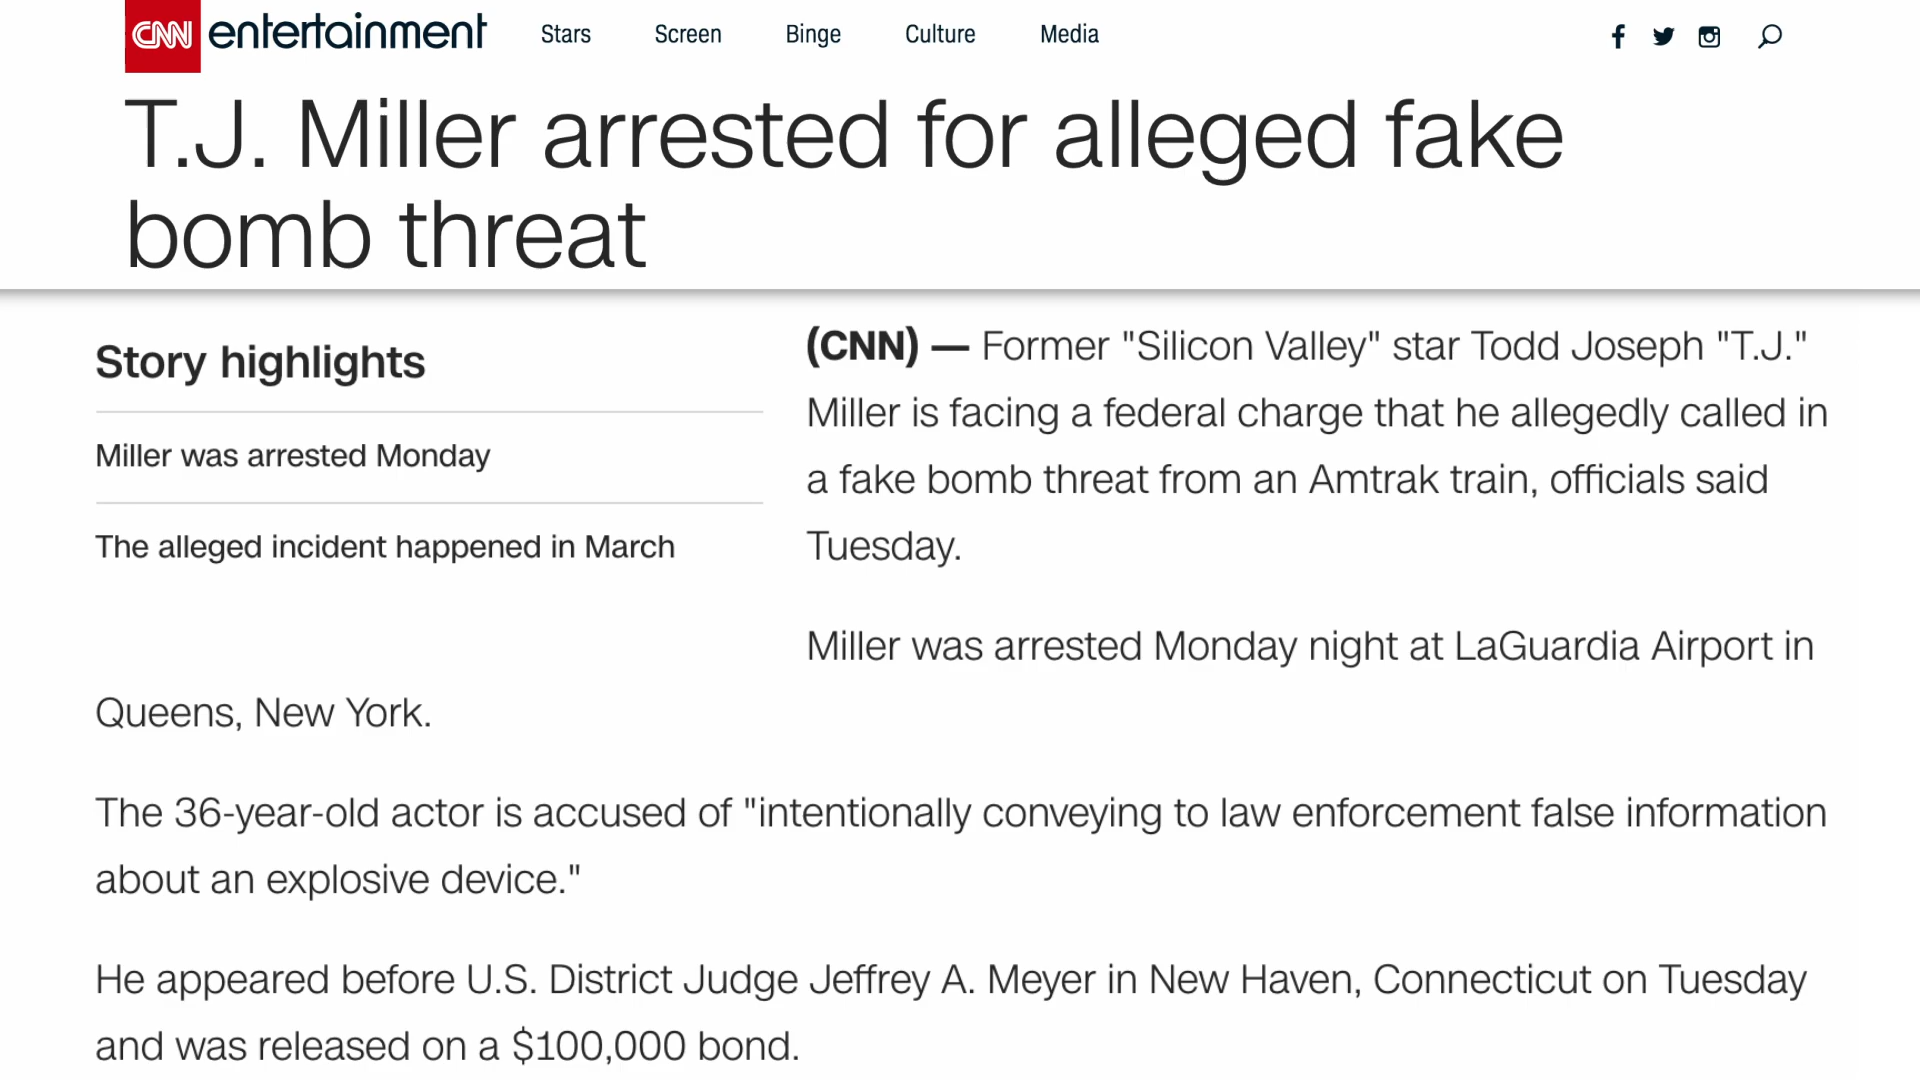 CNN entertainment Stars Screen Binge Culture Media
T.J. Miller arrested for alleged fake
bomb threat
Story highlights
Miller was arrested Monday
The alleged incident happened in March
(CNN) — Former "Silicon Valley" star Todd Joseph "T.J."
Miller is facing a federal charge that he allegedly called in
a fake bomb threat from an Amtrak train, officials said
Tuesday.
Miller was arrested Monday night at LaGuardia Airport in
Queens, New York.
The 36-year-old actor is accused of "intentionally conveying to law enforcement false information
about an explosive device."
He appeared before U.S. District Judge Jeffrey A. Meyer in New Haven, Connecticut on Tuesday
and was released on a $100,000 bond.